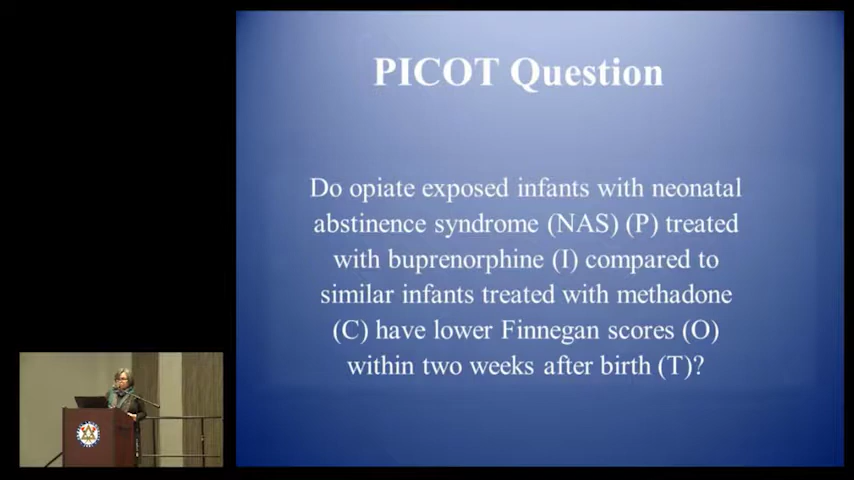 PICOT Question
Do opiate exposed infants with neonatal
abstinence syndrome (NAS) (P) treated
with buprenorphine (I) compared to
similar infants treated with methadone
(C) have lower Finnegan scores (O)
within two weeks after birth (T)?